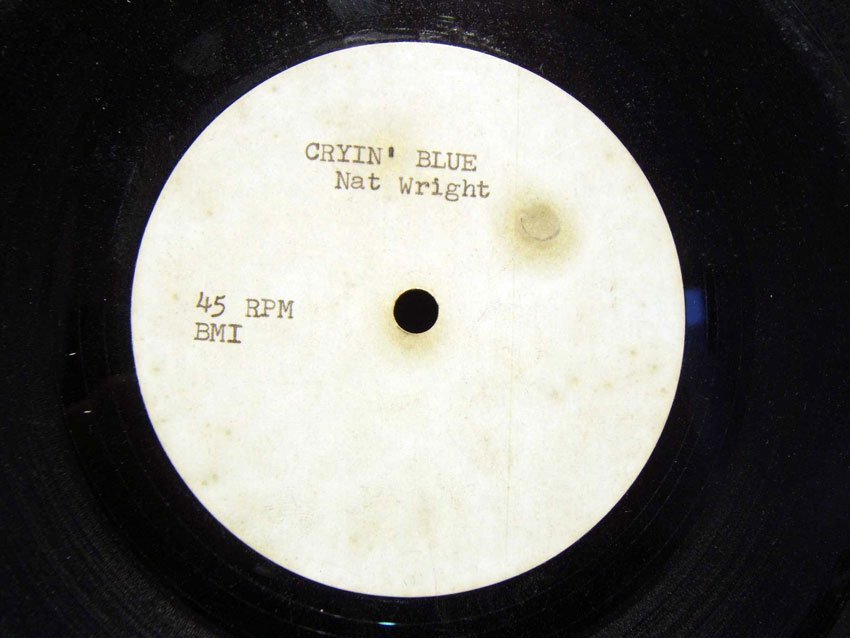 CRYIN' BLUE
Nat Wright
45 RPM
BMI